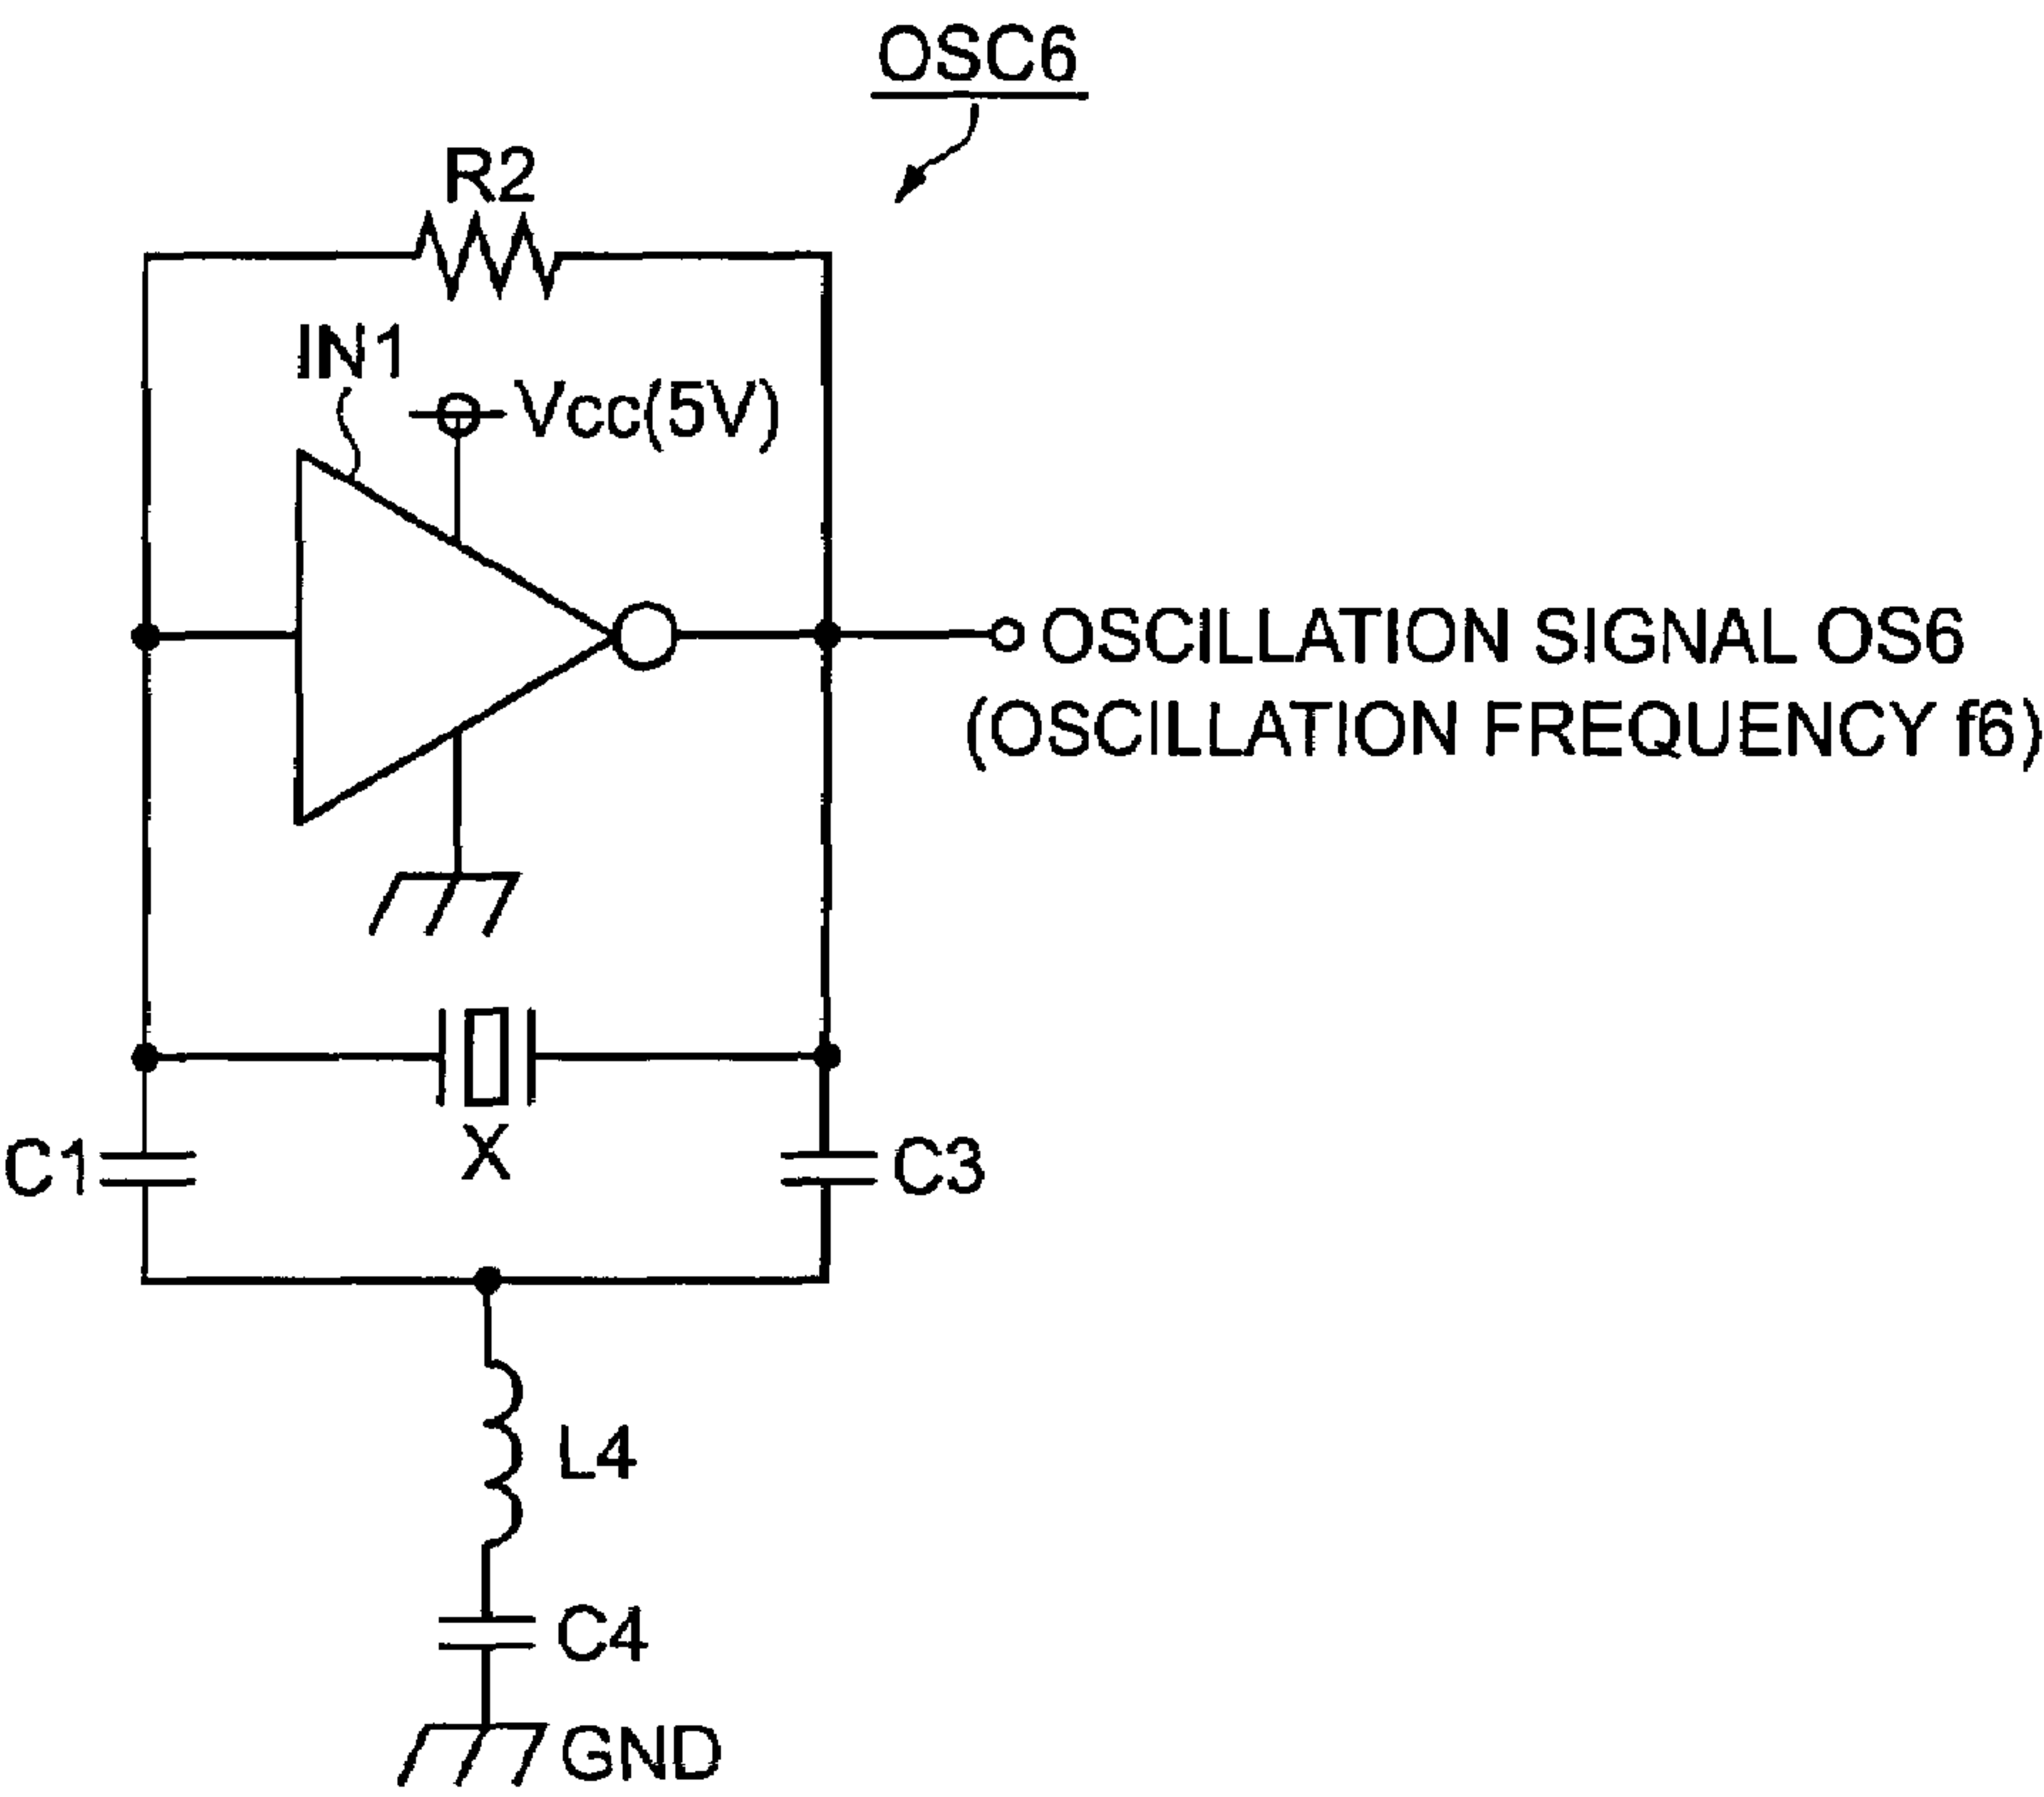 OSC6
R2
IN1
Vcc(5V)
OSCILLATION SIGNAL OS6
(OSCILLATION FREQUENCY f6)
X
C1
C3
L4
C4
GND